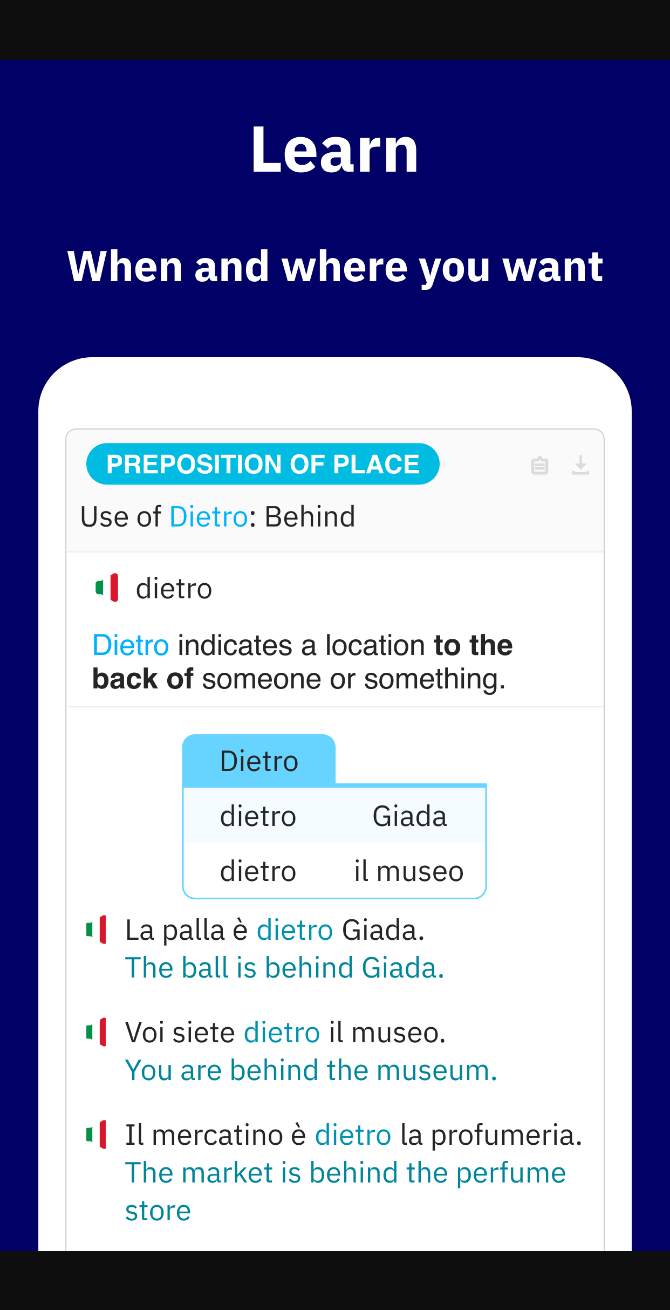 Learn
When and where you want
PREPOSITION OF PLACE
Use of Dietro: Behind
dietro
Dietro indicates a location to the
back of someone or something.
Dietro
dietro Giada
dietro il museo
La palla è dietro Giada.
The ball is behind Giada.
Voi siete dietro il museo.
You are behind the museum.
Il mercatino è dietro la profumeria.
The market is behind the perfume
store